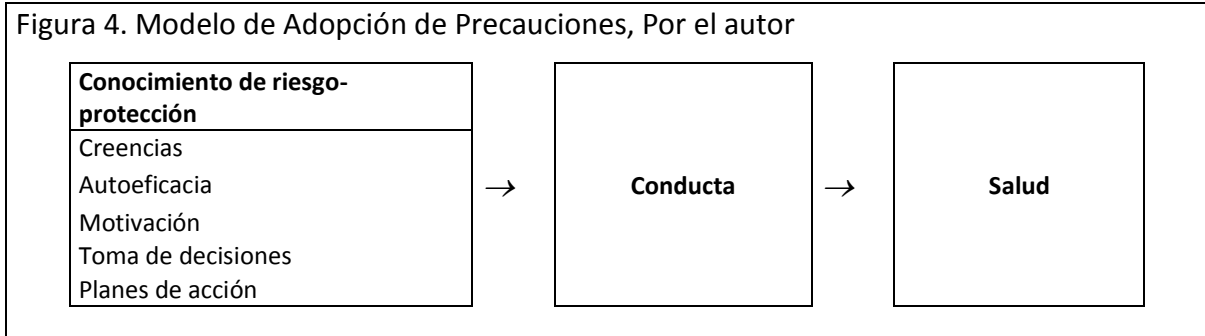 Figura 4. Modelo de Adopción de Precauciones, Por el autor
Conocimiento de riesgo-
protección
Creencias
Autoeficacia
Motivación
Toma de decisiones
Planes de acción
→
Conducta
→
Salud